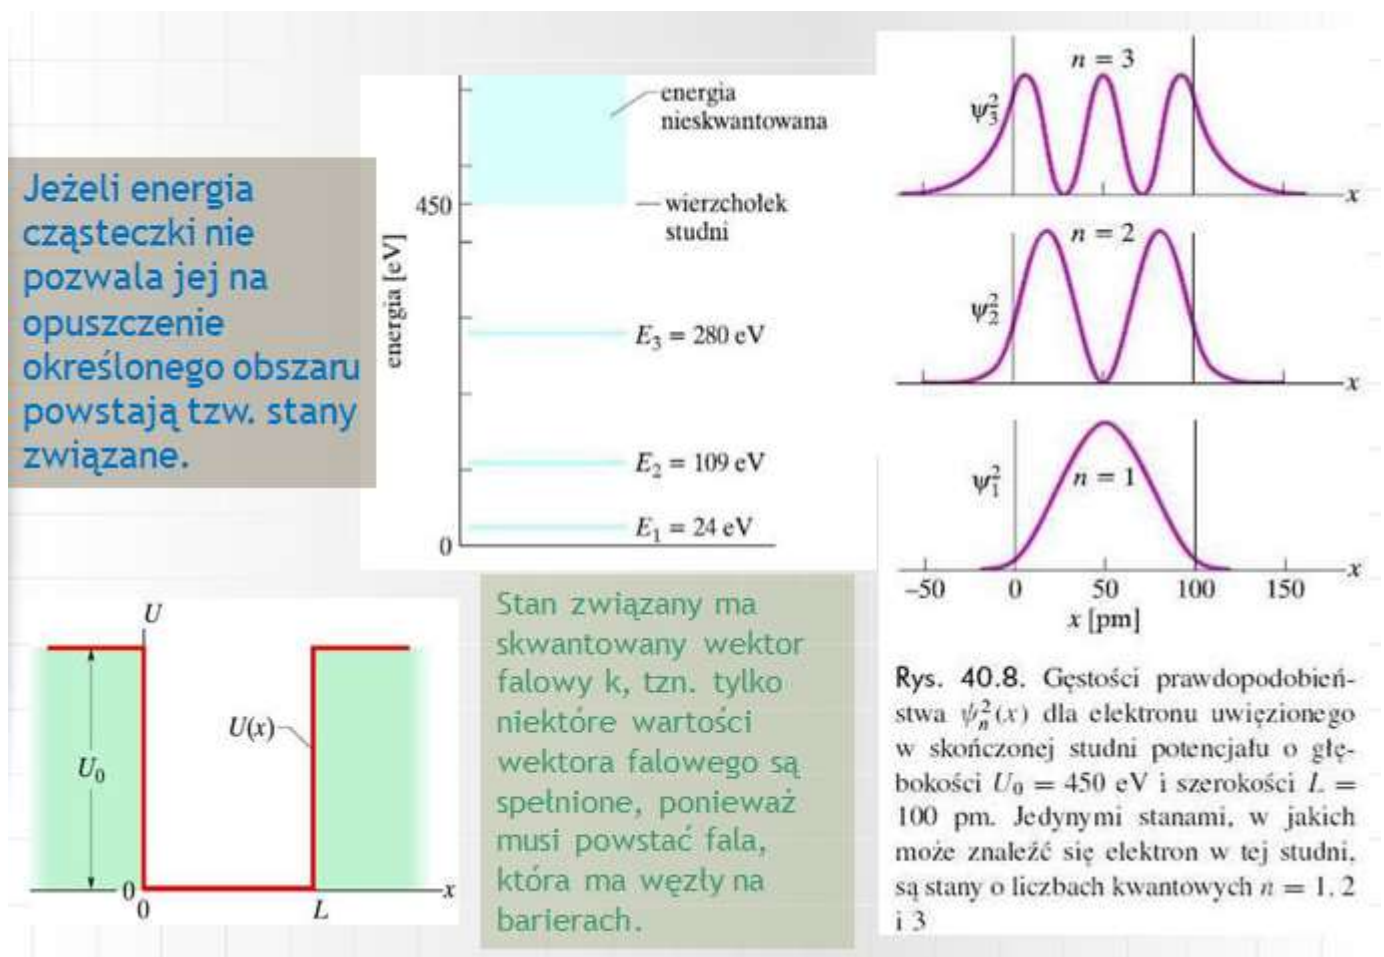 Jeżeli energia
cząsteczki nie
pozwala jej na
opuszczenie
określonego obszaru
powstają tzw. stany
związane.
energia [eV]
energia
nieskwantowana
450
wierzchołek
studni
E₃ = 280 eV
E₂ = 109 eV
E₁ = 24 eV
0
n = 3
ψ₃²
x
n = 2
ψ₂²
x
n = 1
ψ₁²
x
−50 0 50 100 150
x [pm]
U
U(x)
U₀
0
x
0
L
Stan związany ma
skwantowany wektor
falowy k, tzn. tylko
niektóre wartości
wektora falowego są
spełnione, ponieważ
musi powstać fala,
która ma węzły na
barierach.
Rys. 40.8. Gęstości prawdopodobień-
stwa ψₙ²(x) dla elektronu uwięzionego
w skończonej studni potencjału o głę-
bokości U₀ = 450 eV i szerokości L =
100 pm. Jedynymi stanami, w jakich
może znaleźć się elektron w tej studni,
są stany o liczbach kwantowych n = 1, 2
i 3